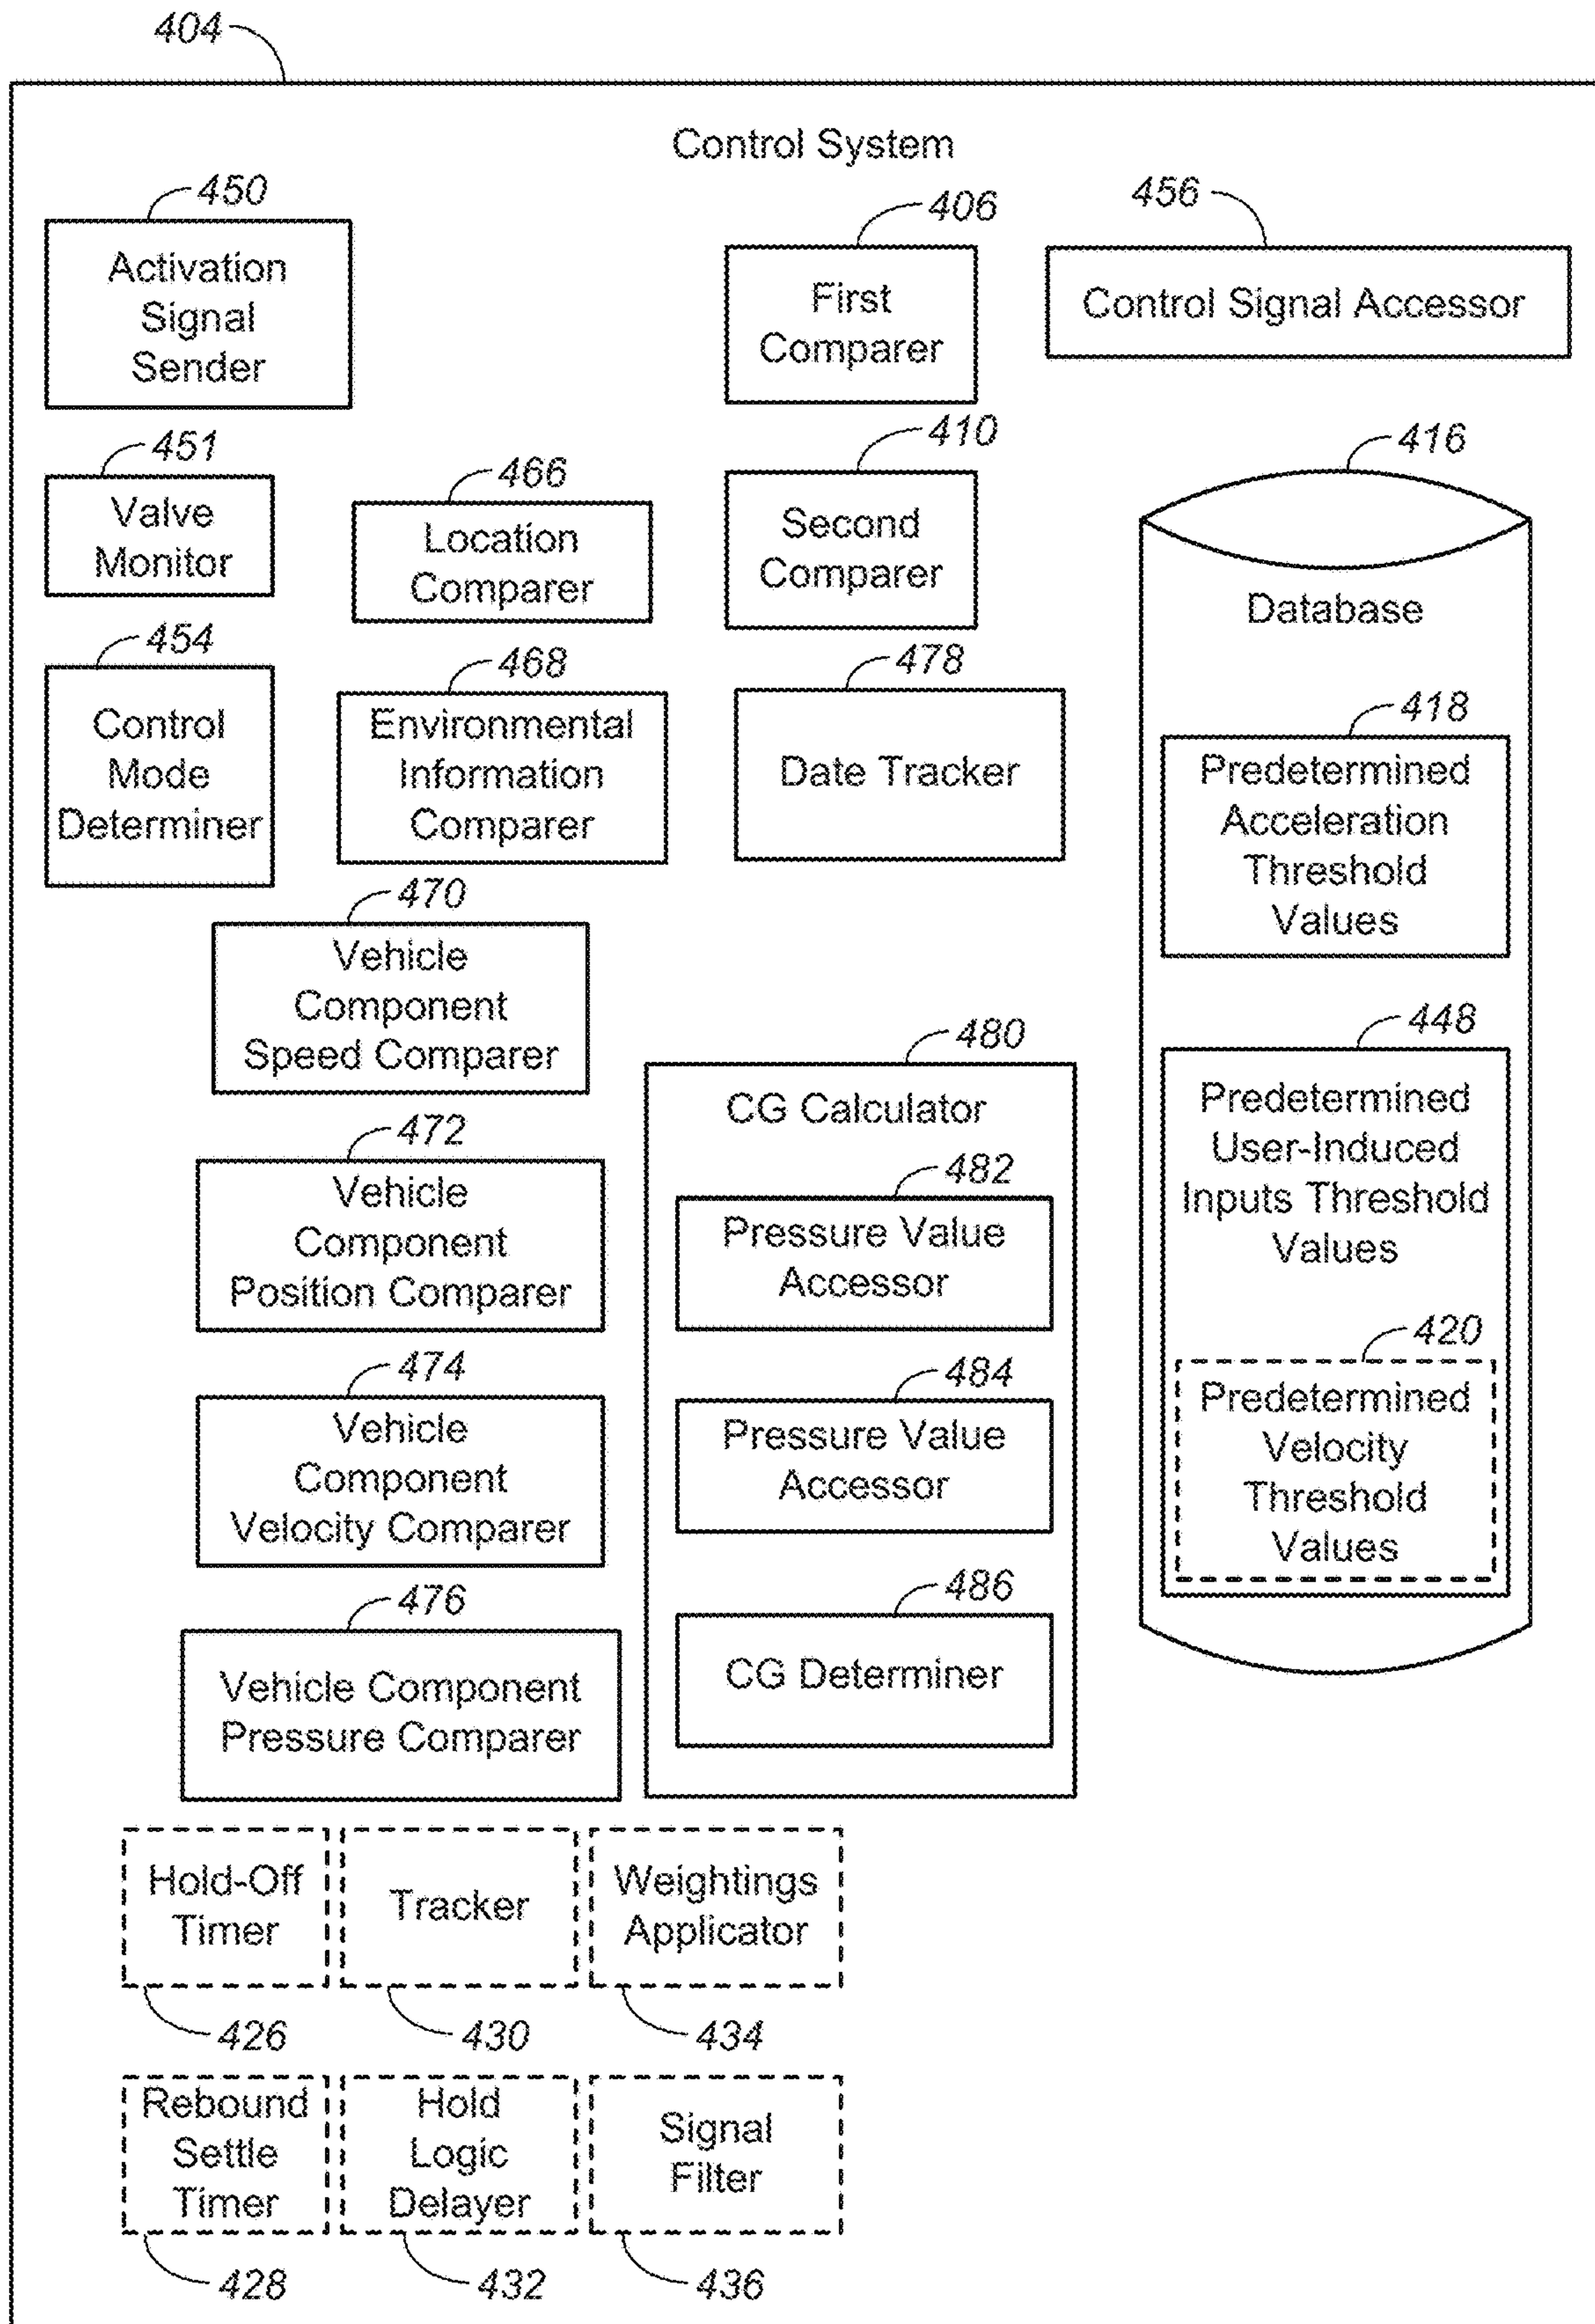 404
Control System
450
Activation
Signal
Sender
406
First
Comparer
456
Control Signal Accessor
451
Valve
Monitor
466
Location
Comparer
410
Second
Comparer
416
Database
454
Control
Mode
Determiner
468
Environmental
Information
Comparer
478
Date Tracker
418
Predetermined
Acceleration
Threshold
Values
470
Vehicle
Component
Speed Comparer
448
Predetermined
User-Induced
Inputs Threshold
Values
420
Predetermined
Velocity
Threshold
Values
480
CG Calculator
482
Pressure Value
Accessor
484
Pressure Value
Accessor
486
CG Determiner
472
Vehicle
Component
Position Comparer
474
Vehicle
Component
Velocity Comparer
476
Vehicle Component
Pressure Comparer
Hold-Off
Timer
426
Tracker
430
Weightings
Applicator
434
Rebound
Settle
Timer
428
Hold
Logic
Delayer
432
Signal
Filter
436